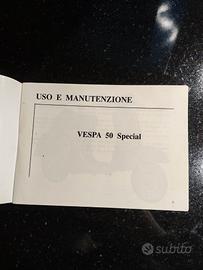 USO E MANUTENZIONE
VESPA 50 Special
subito